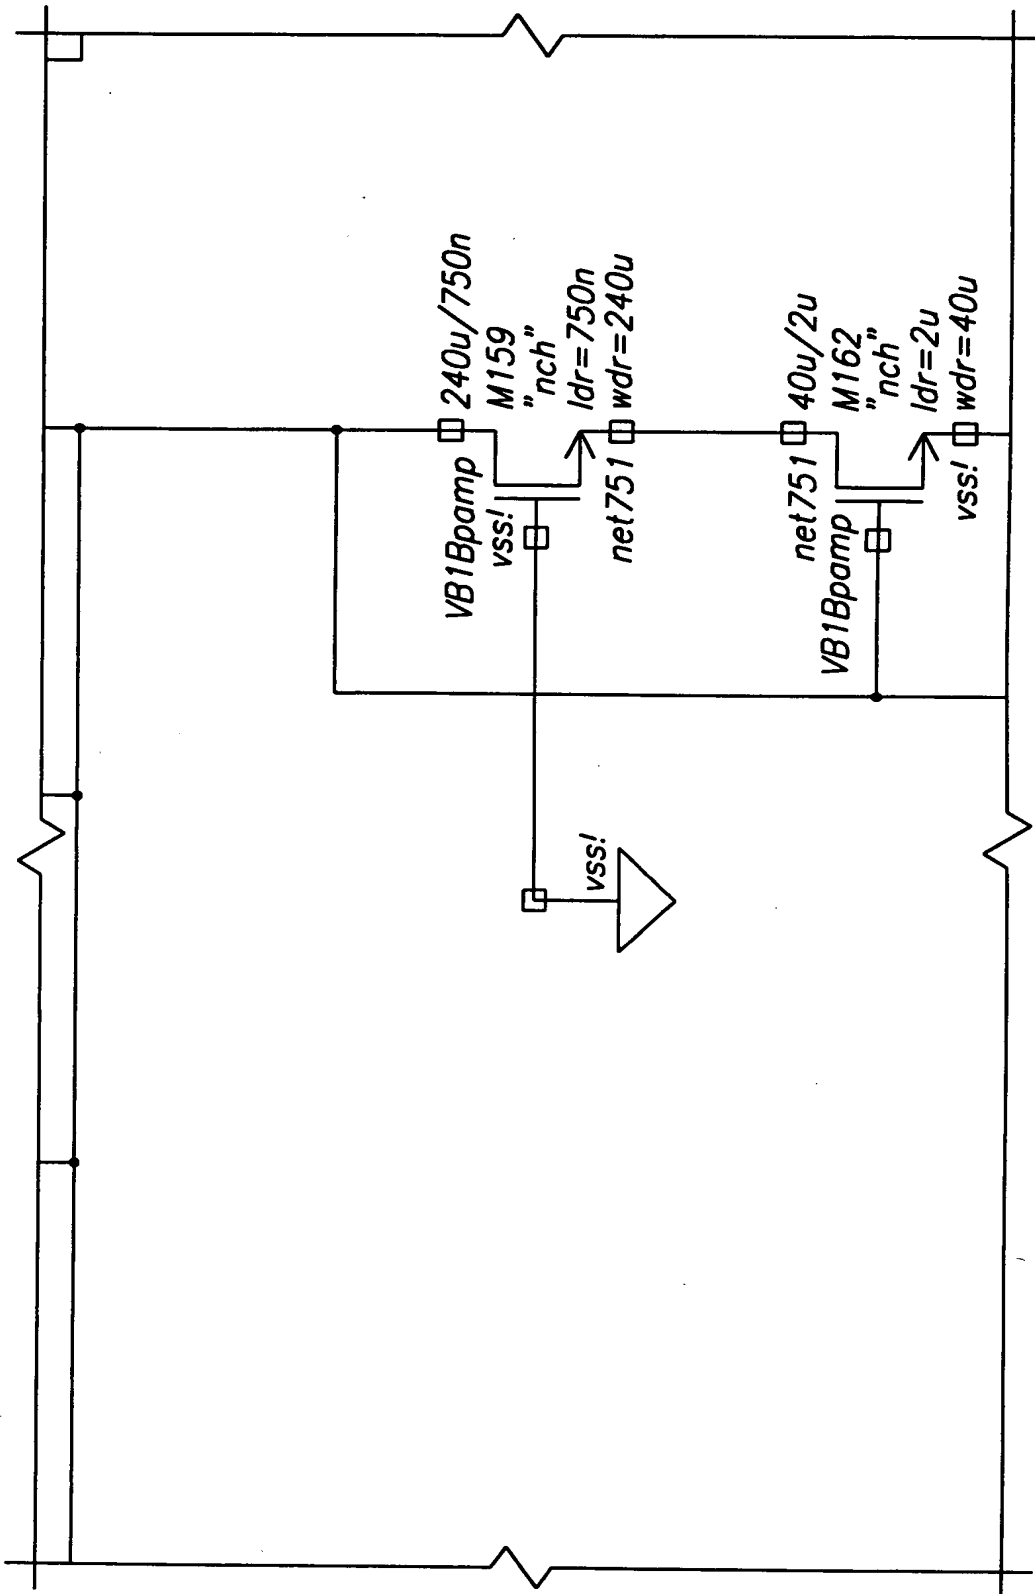 240u/750n
M159
"nch"
ldr=750n
wdr=240u
VB1Bpamp
vss!
net751
40u/2u
M162
"nch"
ldr=2u
wdr=40u
net751
VB1Bpamp
vss!
vss!